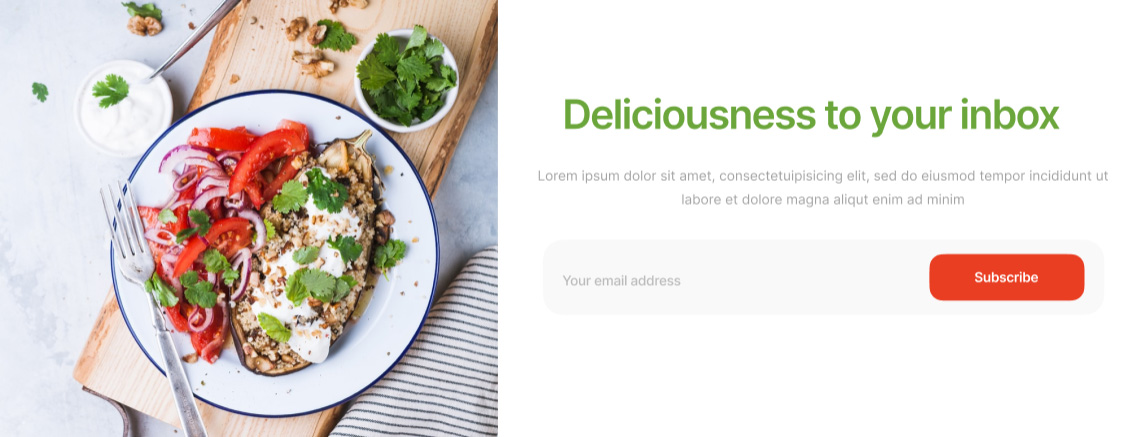 Deliciousness to your inbox
Lorem ipsum dolor sit amet, consectetuipisicing elit, sed do eiusmod tempor incididunt ut
labore et dolore magna aliqut enim ad minim
Your email address
Subscribe